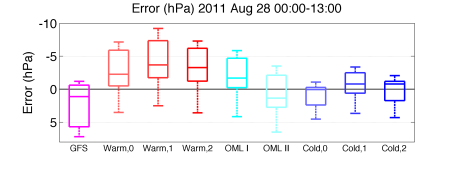 Error (hPa) 2011 Aug 28 00:00-13:00
Error (hPa)
-10
-5
0
5
GFS Warm,0 Warm,1 Warm,2 OML I OML II Cold,0 Cold,1 Cold,2